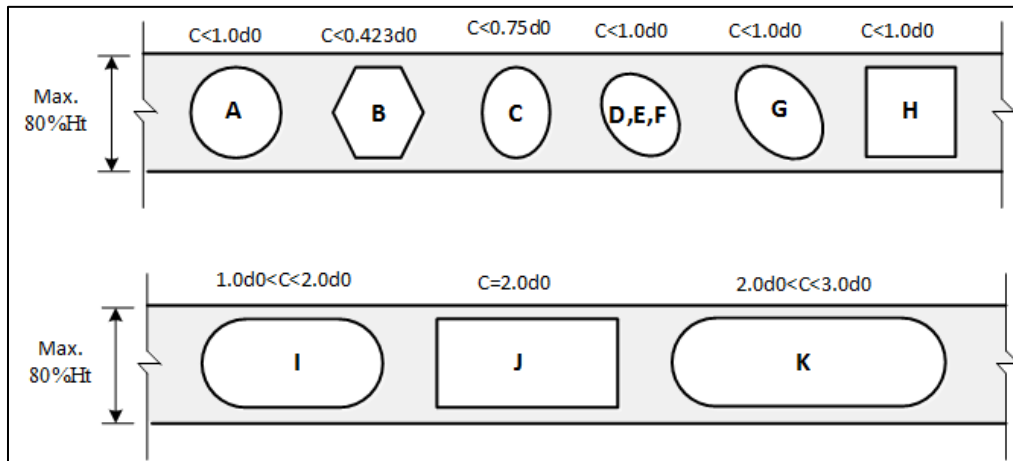 C<1.0d0 C<0.423d0 C<0.75d0 C<1.0d0 C<1.0d0 C<1.0d0
Max.
80%Ht
A B C D,E,F G H
1.0d0<C<2.0d0 C=2.0d0 2.0d0<C<3.0d0
Max.
80%Ht
I J K